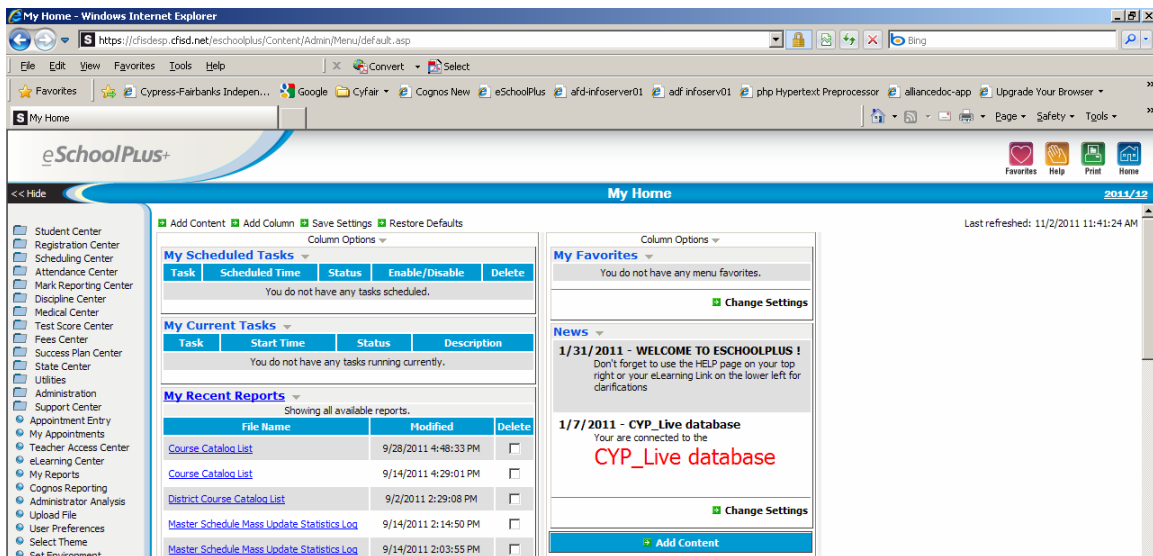 My Home - Windows Internet Explorer
https://cfisdesp.cfisd.net/eschoolplus/Content/Admin/Menu/default.asp
Bing
File Edit View Favorites Tools Help
Convert Select
Favorites Cypress-Fairbanks Indepen... Google Cyfair Cognos New eSchoolPlus afd-infoserver01 adf infoserv01 php Hypertext Preprocessor alliancedoc-app Upgrade Your Browser
My Home
Page Safety Tools
eSchoolPLUS+
Favorites Help Print Home
<< Hide
My Home
2011/12
Student Center
Registration Center
Scheduling Center
Attendance Center
Mark Reporting Center
Discipline Center
Medical Center
Test Score Center
Fees Center
Success Plan Center
State Center
Utilities
Administration
Support Center
Appointment Entry
My Appointments
Teacher Access Center
eLearning Center
My Reports
Cognos Reporting
Administrator Analysis
Upload File
User Preferences
Select Theme
Set Environment
Add Content Add Column Save Settings Restore Defaults
Last refreshed: 11/2/2011 11:41:24 AM
Column Options
My Scheduled Tasks
Task Scheduled Time Status Enable/Disable Delete
You do not have any tasks scheduled.
My Current Tasks
Task Start Time Status Description
You do not have any tasks running currently.
My Recent Reports
Showing all available reports.
File Name Modified Delete
Course Catalog List 9/28/2011 4:48:33 PM
Course Catalog List 9/14/2011 4:29:01 PM
District Course Catalog List 9/2/2011 2:29:08 PM
Master Schedule Mass Update Statistics Log 9/14/2011 2:14:50 PM
Master Schedule Mass Update Statistics Log 9/14/2011 2:03:55 PM
Column Options
My Favorites
You do not have any menu favorites.
Change Settings
News
1/31/2011 - WELCOME TO ESCHOOLPLUS !
Don't forget to use the HELP page on your top
right or your eLearning Link on the lower left for
clarifications
1/7/2011 - CYP_Live database
Your are connected to the
CYP_Live database
Change Settings
Add Content